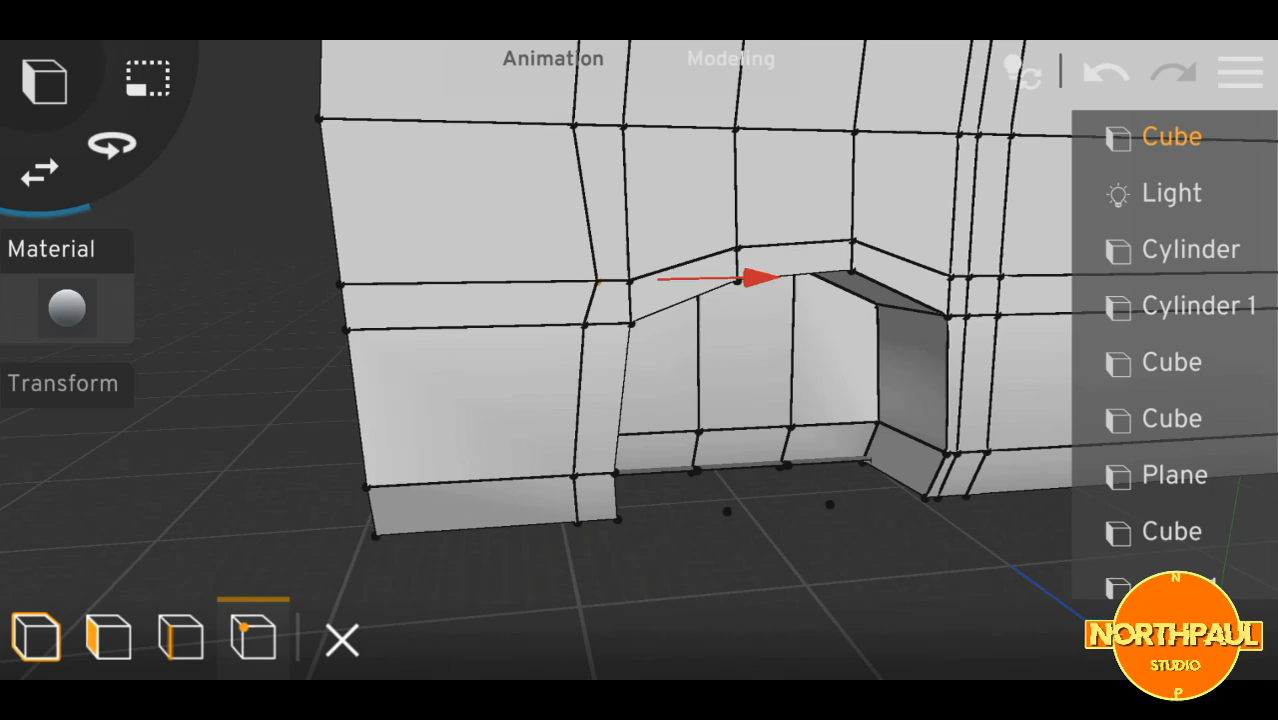 Animation
Modeling
Material
Transform
Cube
Light
Cylinder
Cylinder 1
Cube
Cube
Plane
Cube
N
NORTHPAUL
STUDIO
P